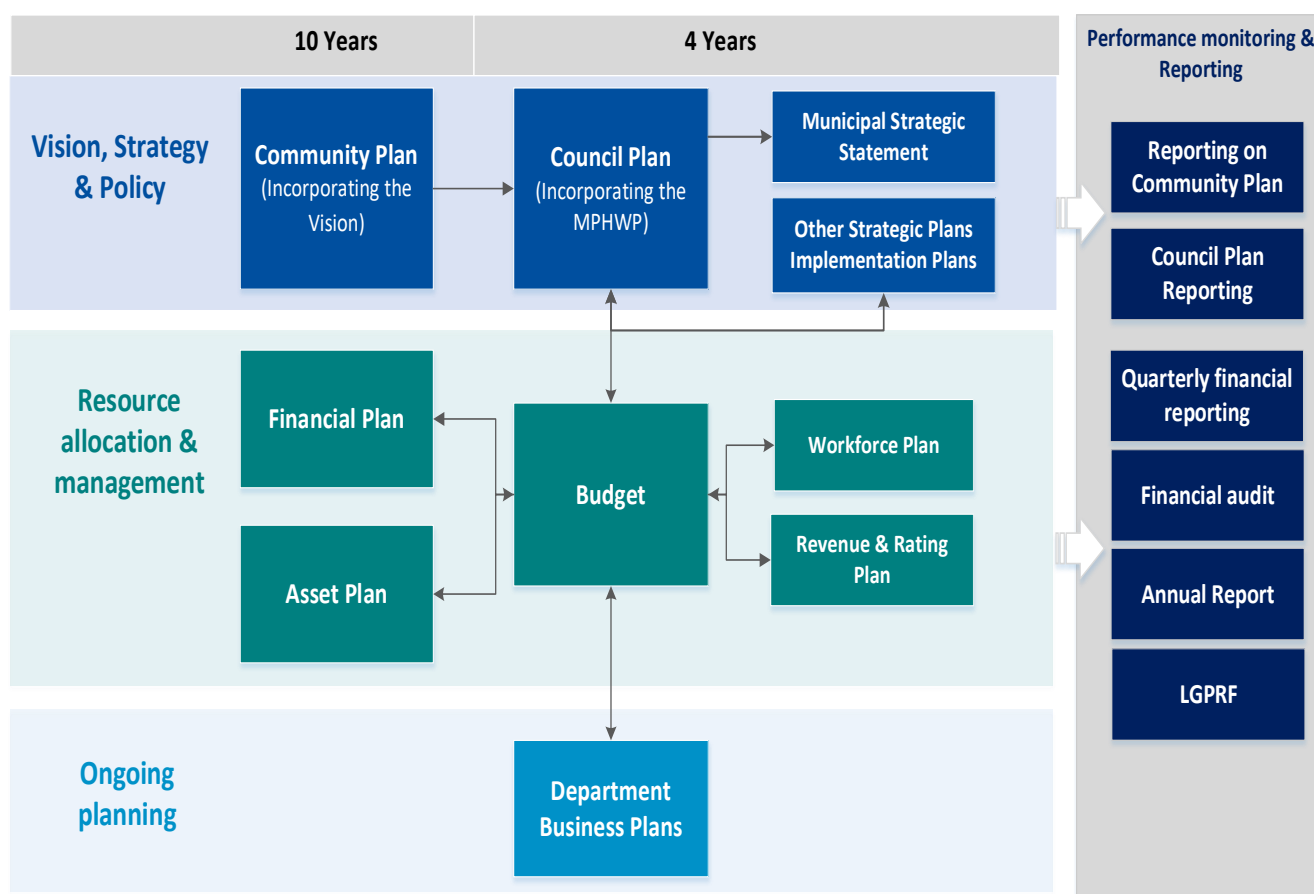 10 Years
4 Years
Performance monitoring &
Reporting
Vision, Strategy
& Policy
Community Plan
(Incorporating the
Vision)
Council Plan
(Incorporating the
MPHWP)
Municipal Strategic
Statement
Other Strategic Plans
Implementation Plans
Reporting on
Community Plan
Council Plan
Reporting
Resource
allocation &
management
Financial Plan
Asset Plan
Budget
Workforce Plan
Revenue & Rating
Plan
Quarterly financial
reporting
Financial audit
Annual Report
LGPRF
Ongoing
planning
Department
Business Plans